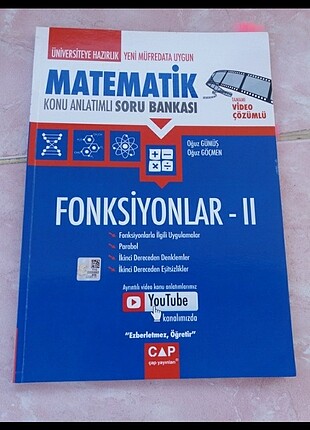 ÜNİVERSİTEYE HAZIRLIK YENİ MÜFREDATA UYGUN
MATEMATİK
KONU ANLATIMLI SORU BANKASI
TAMAMI
VİDEO
ÇÖZÜMLÜ
Oğuz GÜMÜŞ
Oğuz GÖÇMEN
FONKSİYONLAR - II
Fonksiyonlarla İlgili Uygulamalar
Parabol
İkinci Dereceden Denklemler
İkinci Dereceden Eşitsizlikler
Ayrıntılı video konu anlatımlarımız
YouTube
kanalımızda
"Ezberletmez, Öğretir"
ÇAP
çap yayınları